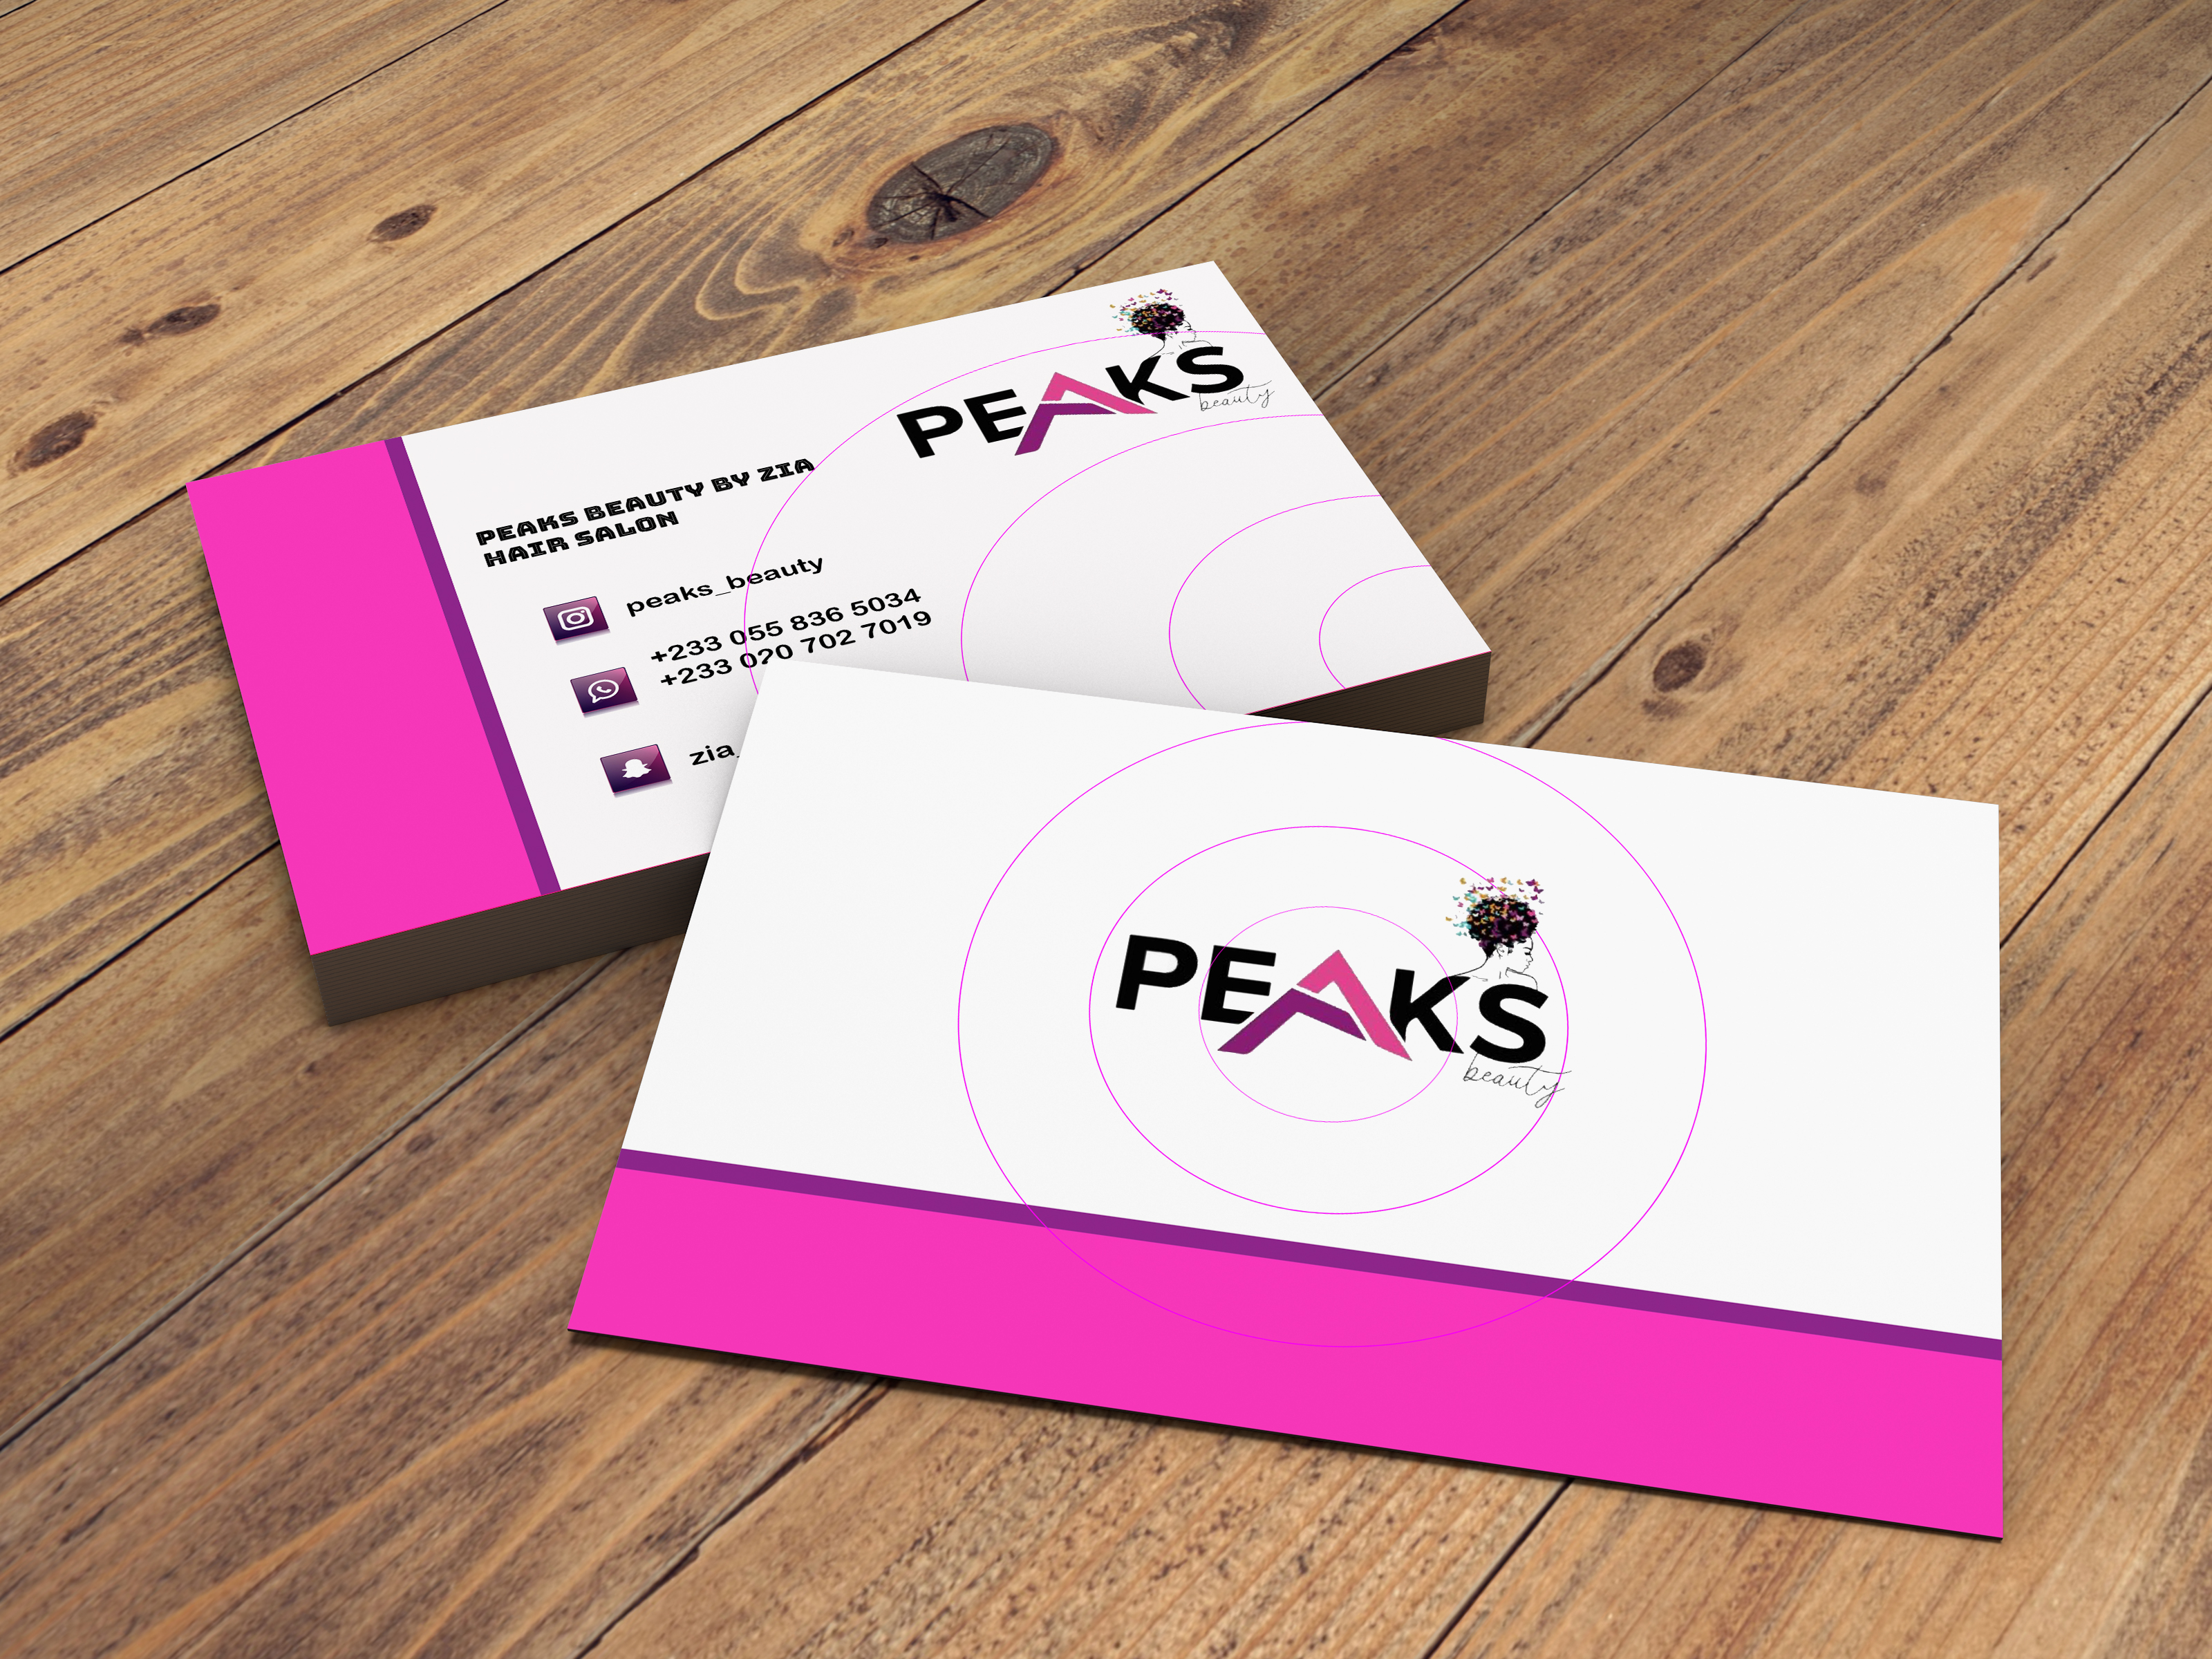 PEAKS
beauty
PEAKS BEAUTY BY ZIA
HAIR SALON
peaks_beauty
+233 055 836 5034
+233 020 702 7019
zia_
PEAKS
beauty